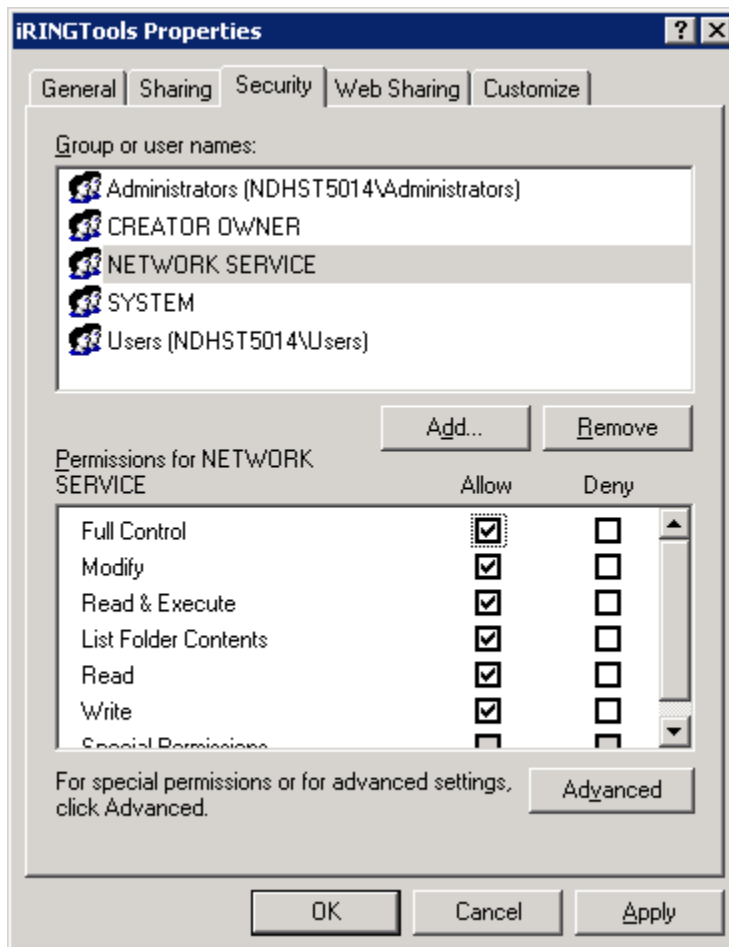 iRINGTools Properties
General Sharing Security Web Sharing Customize
Group or user names:
Administrators (NDHST5014\Administrators)
CREATOR OWNER
NETWORK SERVICE
SYSTEM
Users (NDHST5014\Users)
Add... Remove
Permissions for NETWORK
SERVICE Allow Deny
Full Control
Modify
Read & Execute
List Folder Contents
Read
Write
Special Permissions
For special permissions or for advanced settings,
click Advanced.
Advanced
OK Cancel Apply